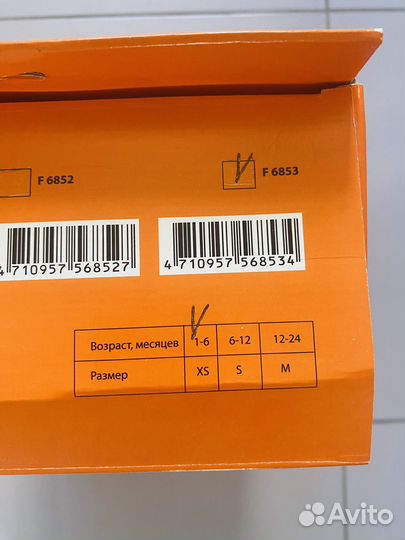 F 6852 F 6853
4 710957 568527 4 710957 568534
Возраст, месяцев 1-6 6-12 12-24
Размер XS S M
Avito